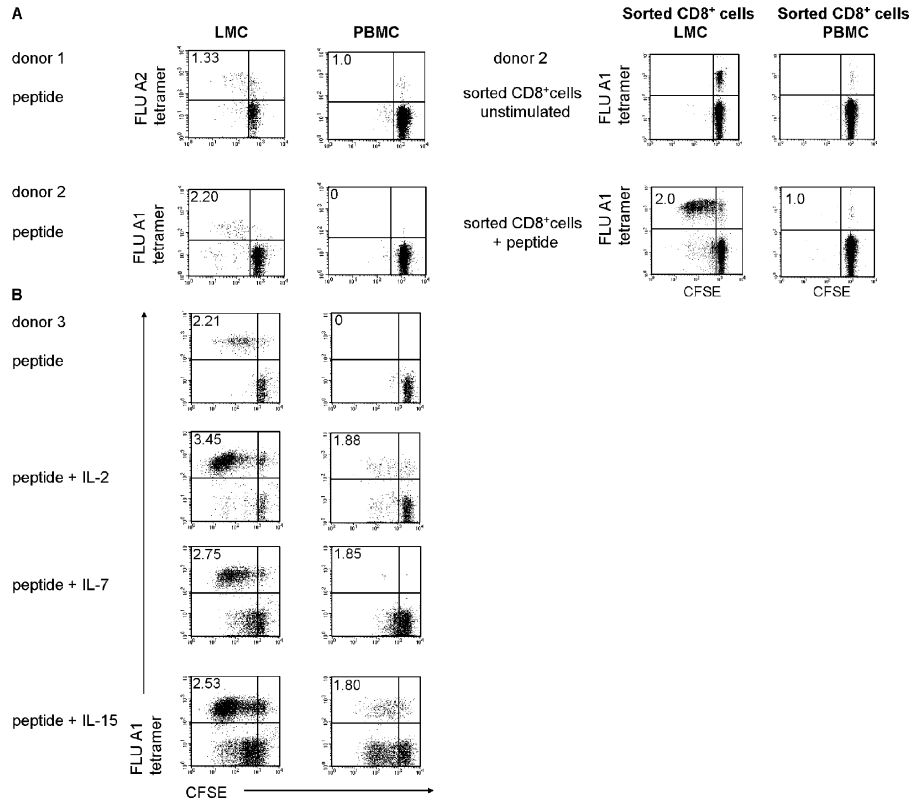 A
LMC
PBMC
donor 1
peptide
FLU A2
tetramer
1.33
1.0
donor 2
peptide
FLU A1
tetramer
2.20
0
Sorted CD8⁺ cells
LMC
Sorted CD8⁺ cells
PBMC
donor 2
sorted CD8⁺cells
unstimulated
FLU A1
tetramer
sorted CD8⁺cells
+ peptide
FLU A1
tetramer
2.0
1.0
CFSE
CFSE
B
donor 3
peptide
2.21
0
peptide + IL-2
3.45
1.88
peptide + IL-7
2.75
1.85
peptide + IL-15
2.53
1.80
FLU A1
tetramer
CFSE